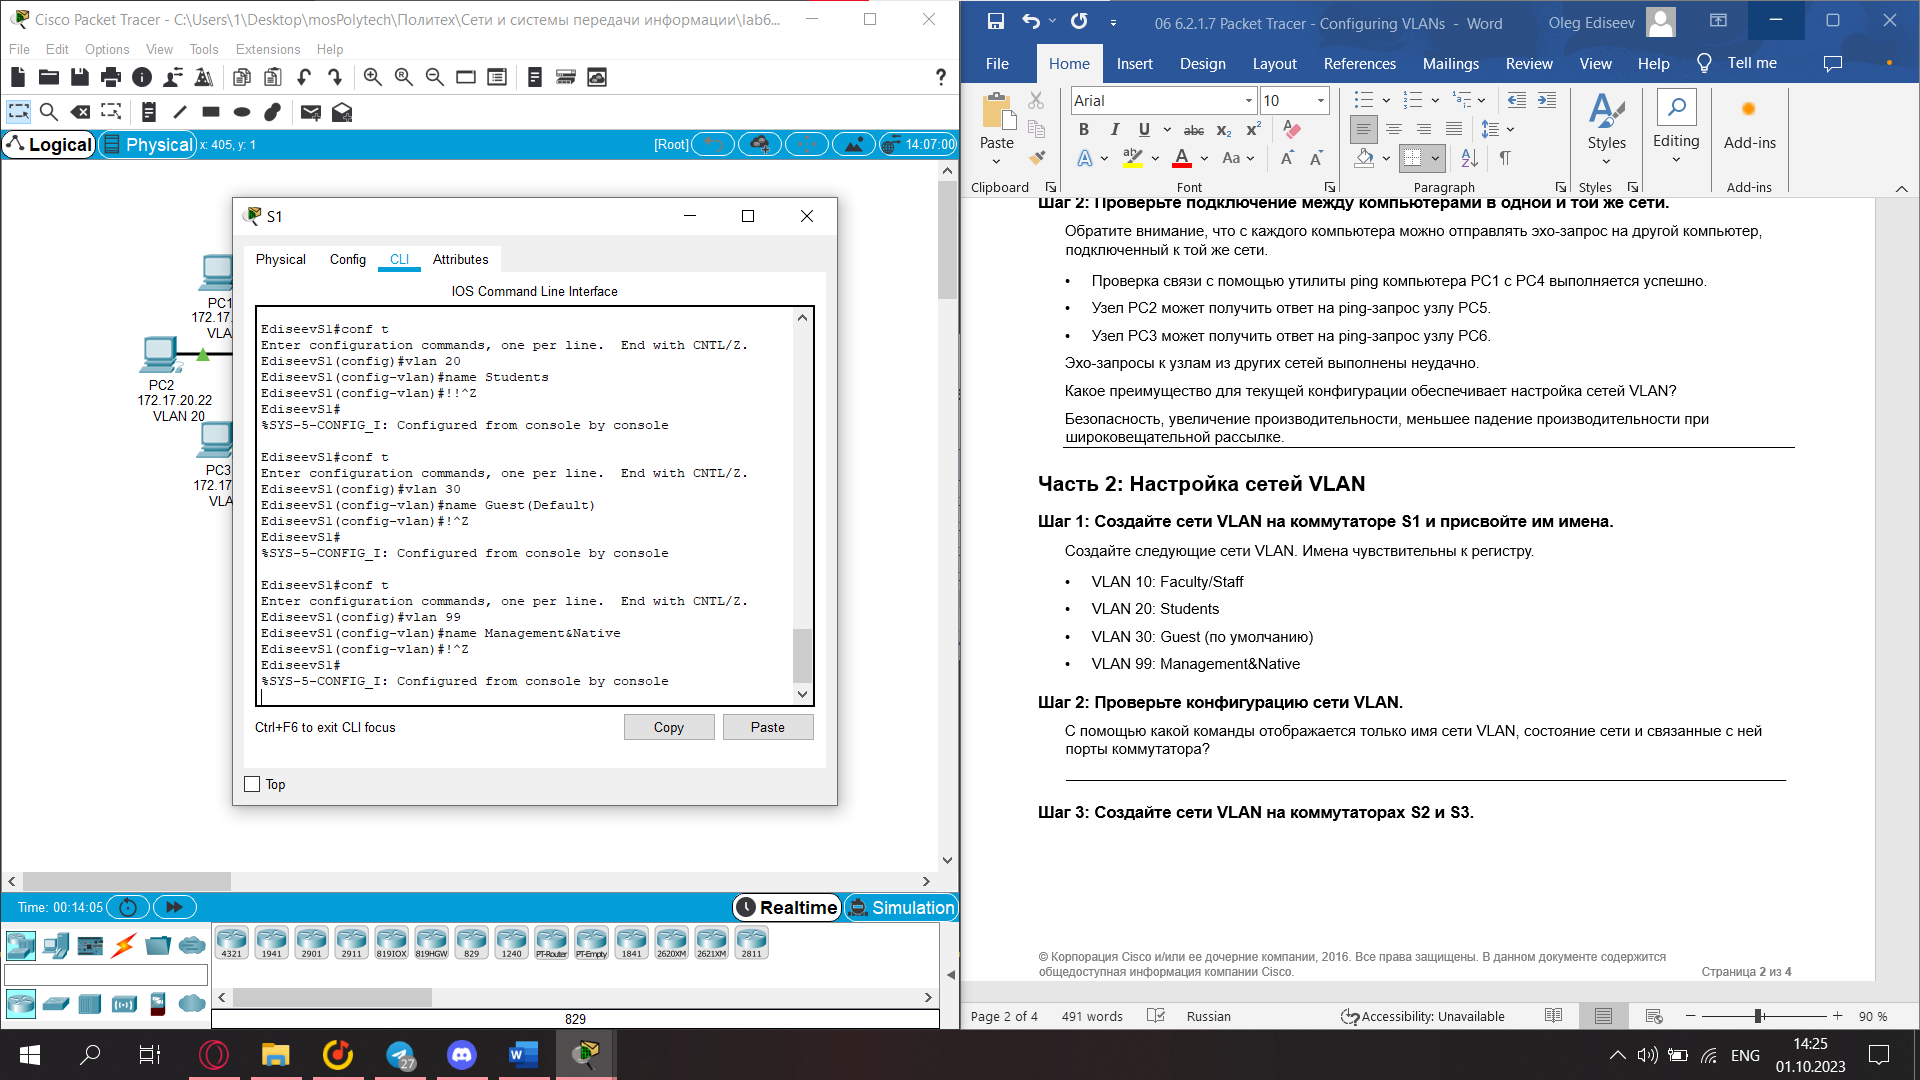 Cisco Packet Tracer - C:\Users\1\Desktop\mosPolytech\Политех\Сети и системы передачи информации\lab6...
File Edit Options View Tools Extensions Help
?
Logical Physical x: 405, y: 1 [Root] 14:07:00
PC1
172.17.
VLA
PC2
172.17.20.22
VLAN 20
PC3
172.17
VLA
S1
Physical Config CLI Attributes
IOS Command Line Interface
EdiseevS1#conf t
Enter configuration commands, one per line. End with CNTL/Z.
EdiseevS1(config)#vlan 20
EdiseevS1(config-vlan)#name Students
EdiseevS1(config-vlan)#!!^Z
EdiseevS1#
%SYS-5-CONFIG_I: Configured from console by console
EdiseevS1#conf t
Enter configuration commands, one per line. End with CNTL/Z.
EdiseevS1(config)#vlan 30
EdiseevS1(config-vlan)#name Guest(Default)
EdiseevS1(config-vlan)#!^Z
EdiseevS1#
%SYS-5-CONFIG_I: Configured from console by console
EdiseevS1#conf t
Enter configuration commands, one per line. End with CNTL/Z.
EdiseevS1(config)#vlan 99
EdiseevS1(config-vlan)#name Management&Native
EdiseevS1(config-vlan)#!^Z
EdiseevS1#
%SYS-5-CONFIG_I: Configured from console by console
Ctrl+F6 to exit CLI focus
Copy Paste
Top
Time: 00:14:05
Realtime Simulation
4321 1941 2901 2911 819IOX 819HGW 829 1240 PT-Router PT-Empty 1841 2620XM 2621XM 2811
829
06 6.2.1.7 Packet Tracer - Configuring VLANs - Word
Oleg Ediseev
File Home Insert Design Layout References Mailings Review View Help Tell me
Paste
Clipboard
Arial 10
B I U abc x₂ x²
A A Aa A A
Font
Paragraph
Styles
Styles
Editing
Add-ins
Add-ins
Шаг 2: Проверьте подключение между компьютерами в одной и той же сети.
Обратите внимание, что с каждого компьютера можно отправлять эхо-запрос на другой компьютер,
подключенный к той же сети.
• Проверка связи с помощью утилиты ping компьютера PC1 с PC4 выполняется успешно.
• Узел PC2 может получить ответ на ping-запрос узлу PC5.
• Узел PC3 может получить ответ на ping-запрос узлу PC6.
Эхо-запросы к узлам из других сетей выполнены неудачно.
Какое преимущество для текущей конфигурации обеспечивает настройка сетей VLAN?
Безопасность, увеличение производительности, меньшее падение производительности при
широковещательной рассылке.
Часть 2: Настройка сетей VLAN
Шаг 1: Создайте сети VLAN на коммутаторе S1 и присвойте им имена.
Создайте следующие сети VLAN. Имена чувствительны к регистру.
• VLAN 10: Faculty/Staff
• VLAN 20: Students
• VLAN 30: Guest (по умолчанию)
• VLAN 99: Management&Native
Шаг 2: Проверьте конфигурацию сети VLAN.
С помощью какой команды отображается только имя сети VLAN, состояние сети и связанные с ней
порты коммутатора?
Шаг 3: Создайте сети VLAN на коммутаторах S2 и S3.
© Корпорация Cisco и/или ее дочерние компании, 2016. Все права защищены. В данном документе содержится
общедоступная информация компании Cisco.
Страница 2 из 4
Page 2 of 4 491 words Russian Accessibility: Unavailable 90 %
27
ENG
14:25
01.10.2023